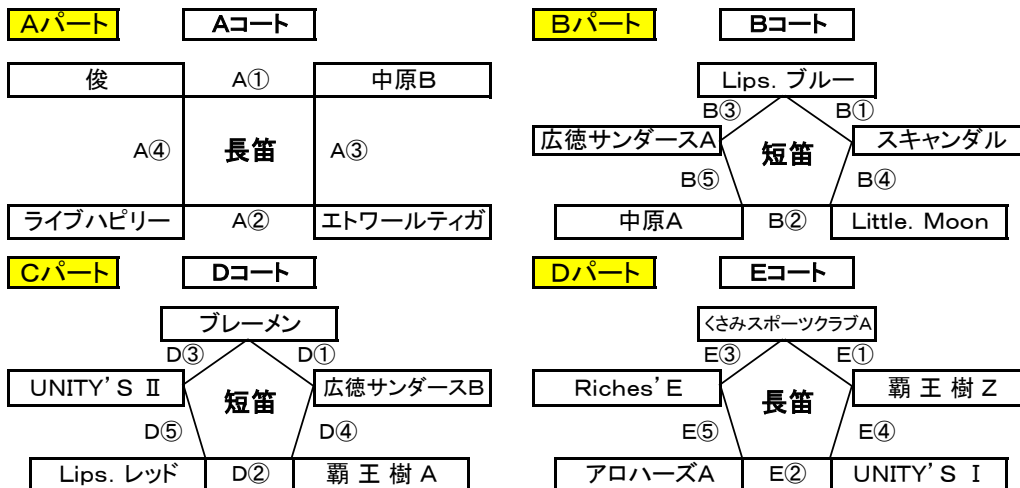 Aパート Aコート
俊 A① 中原B
A④ 長笛 A③
ライブハピリー A② エトワールティガ
Bパート Bコート
Lips. ブルー
B③ B①
広徳サンダースA 短笛 スキャンダル
B⑤ B④
中原A B② Little. Moon
Cパート Dコート
ブレーメン
D③ D①
UNITY'S Ⅱ 短笛 広徳サンダースB
D⑤ D④
Lips. レッド D② 覇 王 樹 A
Dパート Eコート
くさみスポーツクラブA
E③ E①
Riches'E 長笛 覇 王 樹 Z
E⑤ E④
アロハーズA E② UNITY'S I